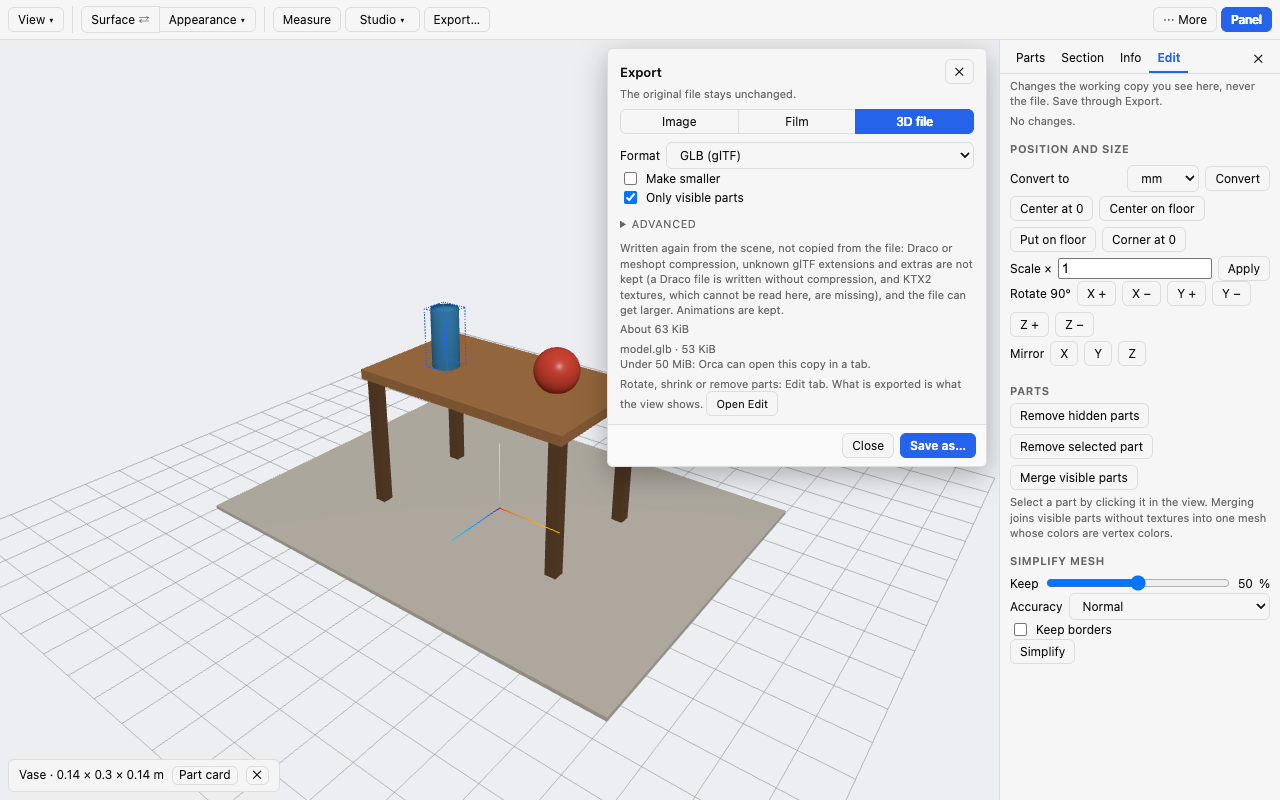 View ▾
Surface ⇄
Appearance ▾
Measure
Studio ▾
Export...
··· More
Panel
Export
✕
The original file stays unchanged.
Image
Film
3D file
Format
GLB (glTF)
Make smaller
Only visible parts
▶ ADVANCED
Written again from the scene, not copied from the file: Draco or
meshopt compression, unknown glTF extensions and extras are not
kept (a Draco file is written without compression, and KTX2
textures, which cannot be read here, are missing), and the file can
get larger. Animations are kept.
About 63 KiB
model.glb · 53 KiB
Under 50 MiB: Orca can open this copy in a tab.
Rotate, shrink or remove parts: Edit tab. What is exported is what
the view shows. Open Edit
Close
Save as...
Parts
Section
Info
Edit
✕
Changes the working copy you see here, never
the file. Save through Export.
No changes.
POSITION AND SIZE
Convert to
mm
Convert
Center at 0
Center on floor
Put on floor
Corner at 0
Scale ×
1
Apply
Rotate 90°
X +
X −
Y +
Y −
Z +
Z −
Mirror
X
Y
Z
PARTS
Remove hidden parts
Remove selected part
Merge visible parts
Select a part by clicking it in the view. Merging
joins visible parts without textures into one mesh
whose colors are vertex colors.
SIMPLIFY MESH
Keep
50 %
Accuracy
Normal
Keep borders
Simplify
Vase · 0.14 × 0.3 × 0.14 m
Part card
✕